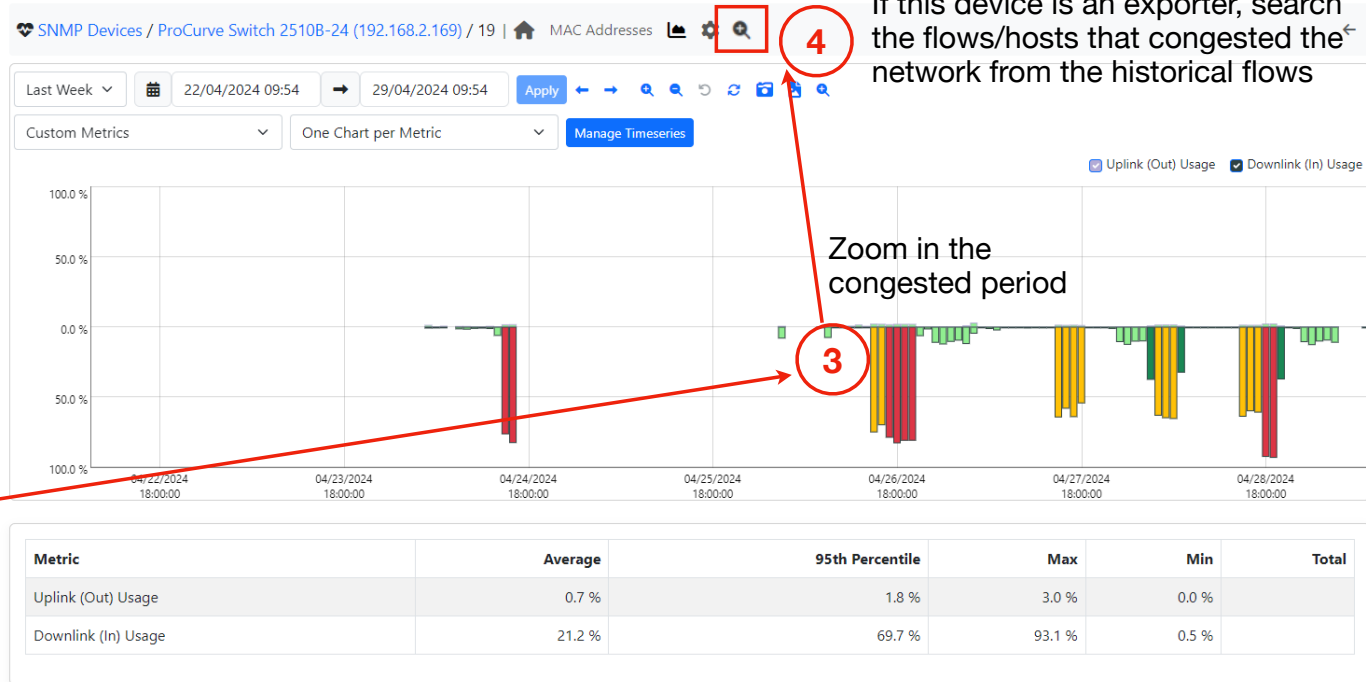 If this device is an exporter, search
the flows/hosts that congested the
network from the historical flows
SNMP Devices / ProCurve Switch 2510B-24 (192.168.2.169) / 19 | MAC Addresses
4
Last Week 22/04/2024 09:54 29/04/2024 09:54 Apply
Custom Metrics One Chart per Metric Manage Timeseries
Uplink (Out) Usage Downlink (In) Usage
100.0 %
50.0 %
0.0 %
50.0 %
100.0 %
Zoom in the
congested period
3
04/22/2024 04/23/2024 04/24/2024 04/25/2024 04/26/2024 04/27/2024 04/28/2024
18:00:00 18:00:00 18:00:00 18:00:00 18:00:00 18:00:00 18:00:00
Metric Average 95th Percentile Max Min Total
Uplink (Out) Usage 0.7 % 1.8 % 3.0 % 0.0 %
Downlink (In) Usage 21.2 % 69.7 % 93.1 % 0.5 %